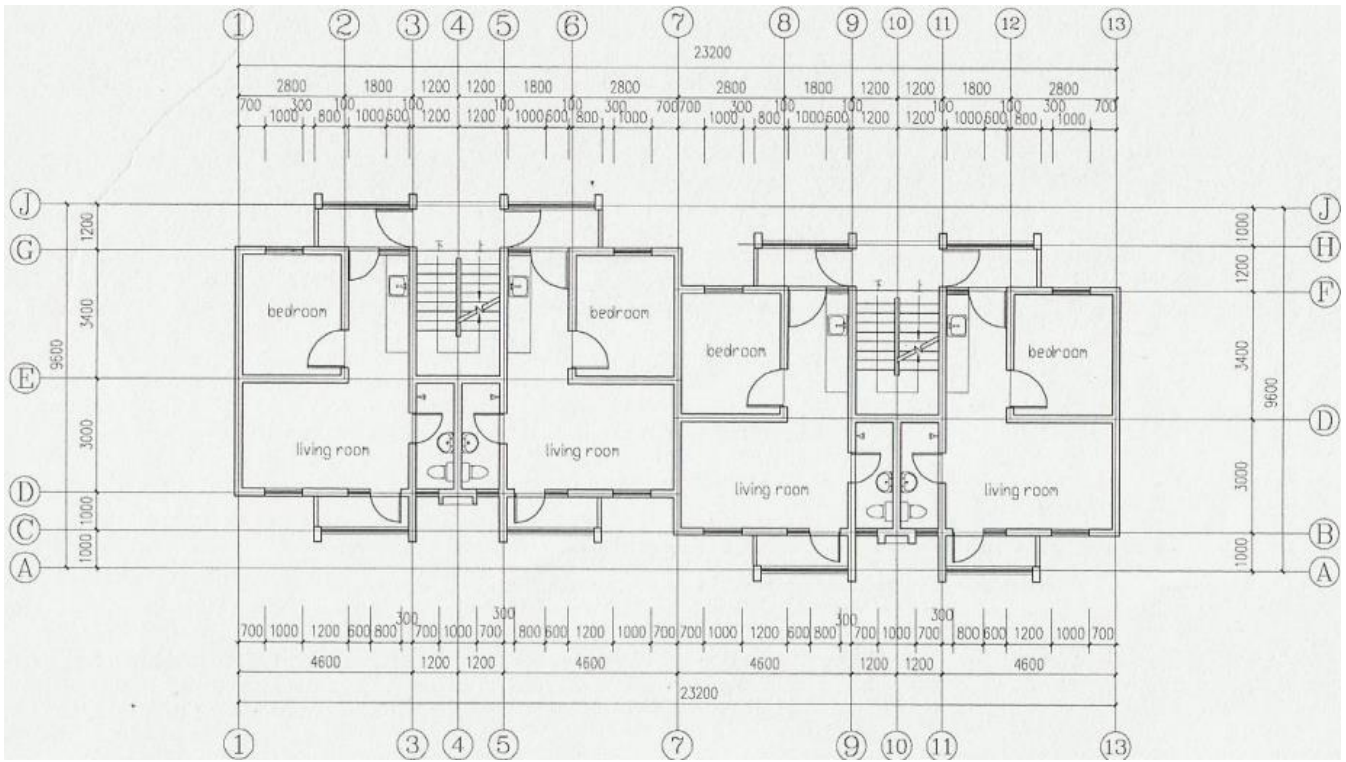 1 2 3 4 5 6 7 8 9 10 11 12 13
23200
2800 1800 1200 1200 1800 2800 2800 1800 1200 1200 1800 2800
700 300 100 100 100 100 300 700 700 300 100 100 100 100 300 700
1000 800 1000 600 1200 1200 1000 600 800 1000 1000 800 1000 600 1200 1200 1000 600 800 1000
J J
1200 1000
H
G
1200
F
bedroom bedroom
3400
bedroom bedroom
3400
9600 9600
E
D
3000
living room living room
3000
living room living room
D
1000
C B
1000 1000
A A
300 300 300 300
700 1000 1200 600 800 700 1000 700 800 600 1200 1000 700 700 1000 1200 600 800 700 1000 700 800 600 1200 1000 700
4600 1200 1200 4600 4600 1200 1200 4600
23200
1 3 4 5 7 9 10 11 13